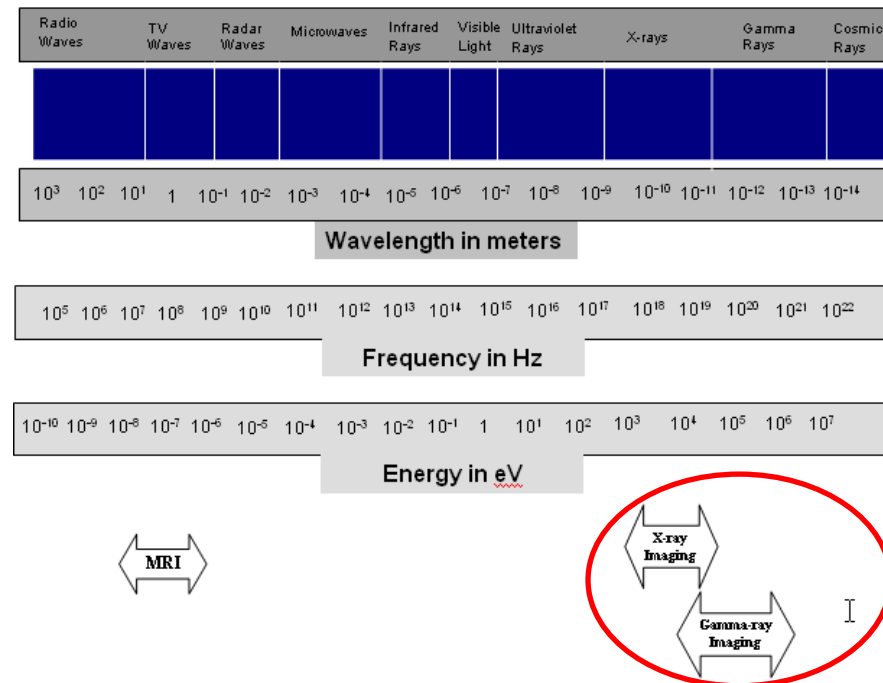 Radio Waves
TV Waves
Radar Waves
Microwaves
Infrared Rays
Visible Light
Ultraviolet Rays
X-rays
Gamma Rays
Cosmic Rays
10³ 10² 10¹ 1 10⁻¹ 10⁻² 10⁻³ 10⁻⁴ 10⁻⁵ 10⁻⁶ 10⁻⁷ 10⁻⁸ 10⁻⁹ 10⁻¹⁰ 10⁻¹¹ 10⁻¹² 10⁻¹³ 10⁻¹⁴
Wavelength in meters
10⁵ 10⁶ 10⁷ 10⁸ 10⁹ 10¹⁰ 10¹¹ 10¹² 10¹³ 10¹⁴ 10¹⁵ 10¹⁶ 10¹⁷ 10¹⁸ 10¹⁹ 10²⁰ 10²¹ 10²²
Frequency in Hz
10⁻¹⁰ 10⁻⁹ 10⁻⁸ 10⁻⁷ 10⁻⁶ 10⁻⁵ 10⁻⁴ 10⁻³ 10⁻² 10⁻¹ 1 10¹ 10² 10³ 10⁴ 10⁵ 10⁶ 10⁷
Energy in eV
MRI
X-ray
Imaging
Gamma-ray
Imaging